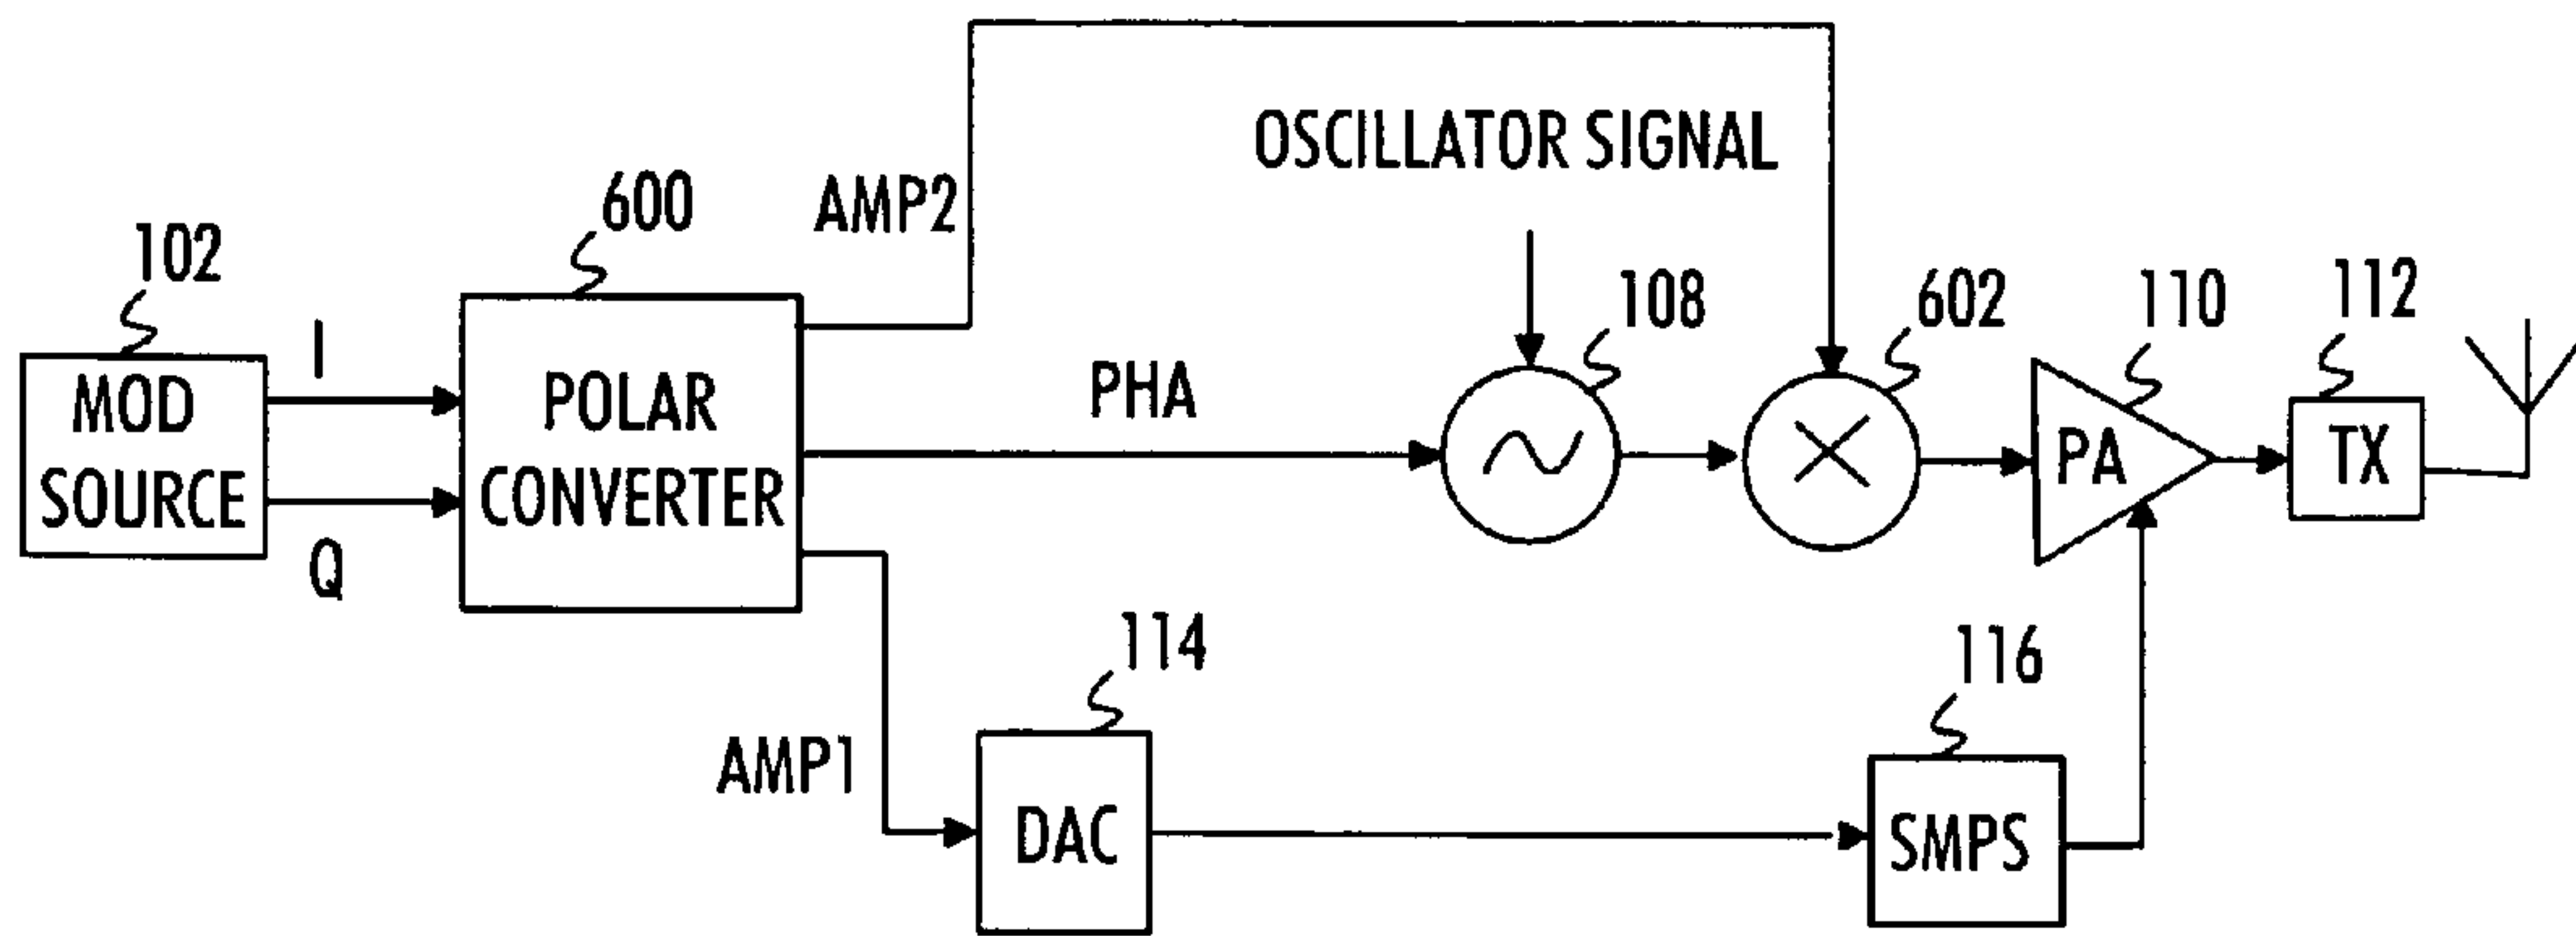 OSCILLATOR SIGNAL
600
AMP2
102
I
108
602
110
112
MOD
SOURCE
POLAR
CONVERTER
PHA
PA
TX
Q
114
116
AMP1
DAC
SMPS